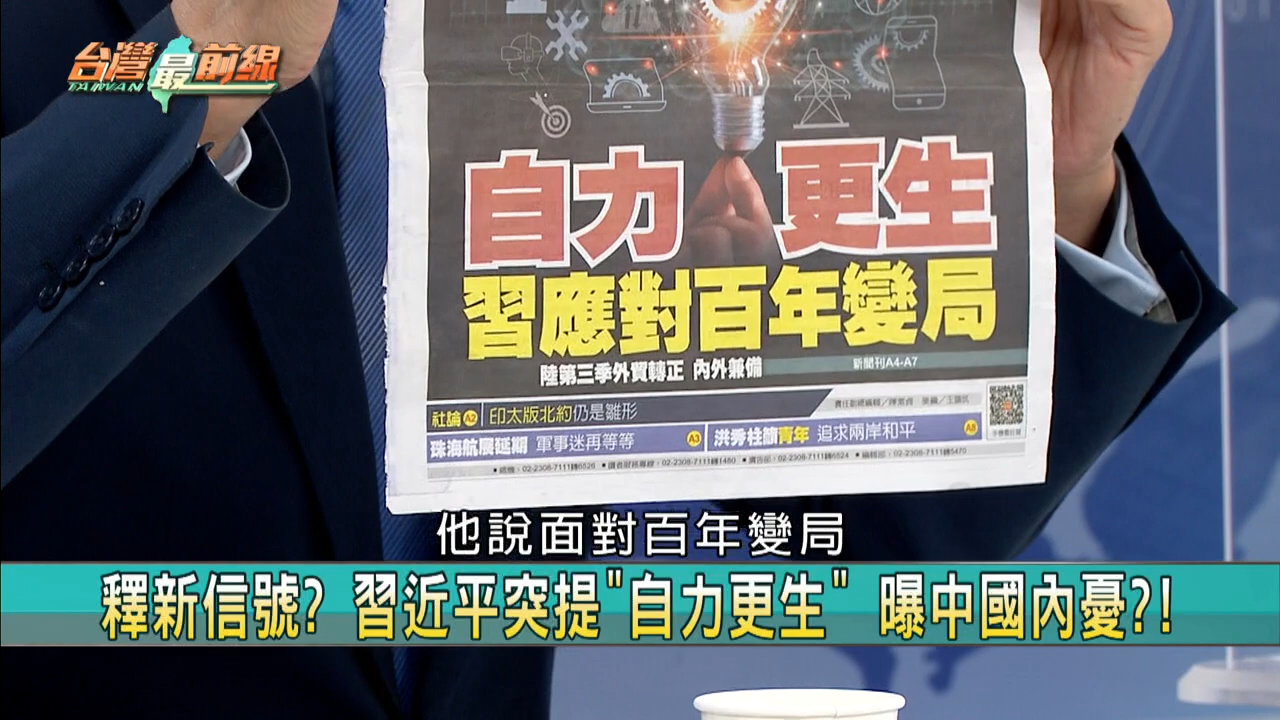 台灣最前線
TAIWAN
自力更生
習應對百年變局
陸第三季外貿轉正 內外兼備
新聞刊A4-A7
社論 A2 印太版北約仍是雛形
珠海航展延期 軍事迷再等等 A3
洪秀柱籲青年 追求兩岸和平 A8
他說面對百年變局
釋新信號? 習近平突提"自力更生" 曝中國內憂?!